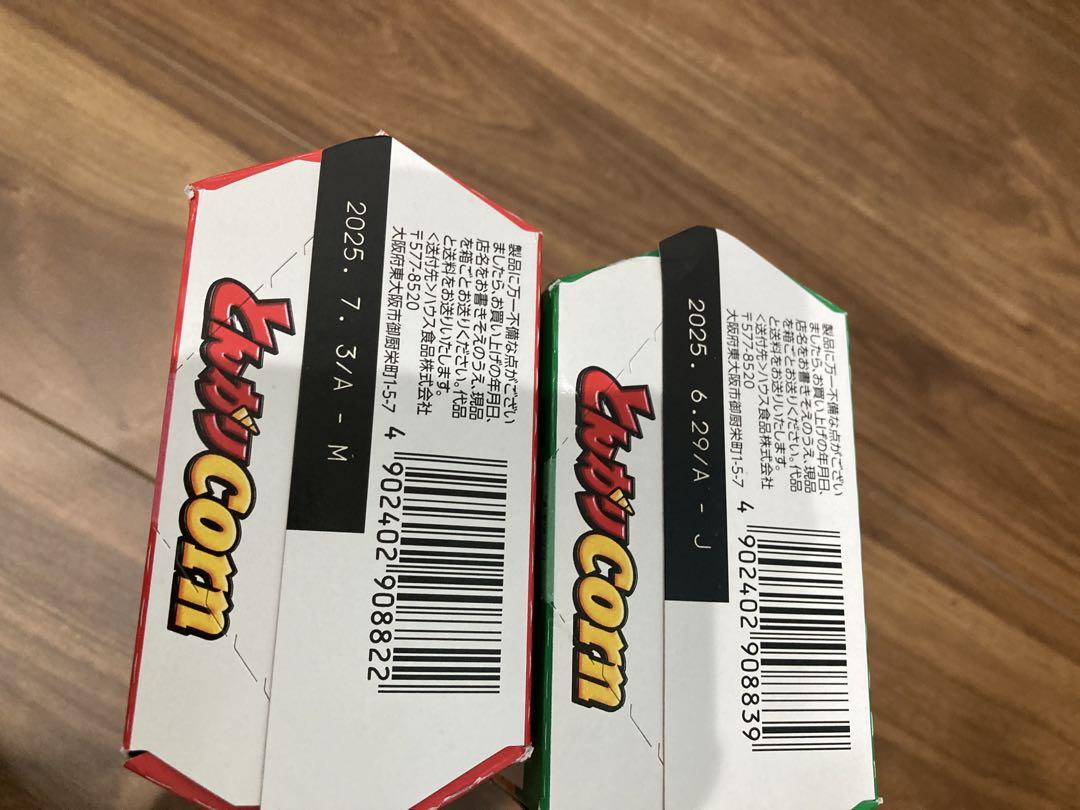 とんがりcorn
2025. 7. 3/A - M
製品に万一不備な点がござい
ましたら、お買い上げの年月日、
店名をお書きそえのうえ、現品
を箱ごとお送りください。代品
と送料をお送りいたします。
<送付先>ハウス食品株式会社
〒577-8520
大阪府東大阪市御厨栄町1-5-7
4 902402 908822
とんがりcorn
2025. 6.29/A - J
製品に万一不備な点がござい
ましたら、お買い上げの年月日、
店名をお書きそえのうえ、現品
を箱ごとお送りください。代品
と送料をお送りいたします。
<送付先>ハウス食品株式会社
〒577-8520
大阪府東大阪市御厨栄町1-5-7
4 902402 908839